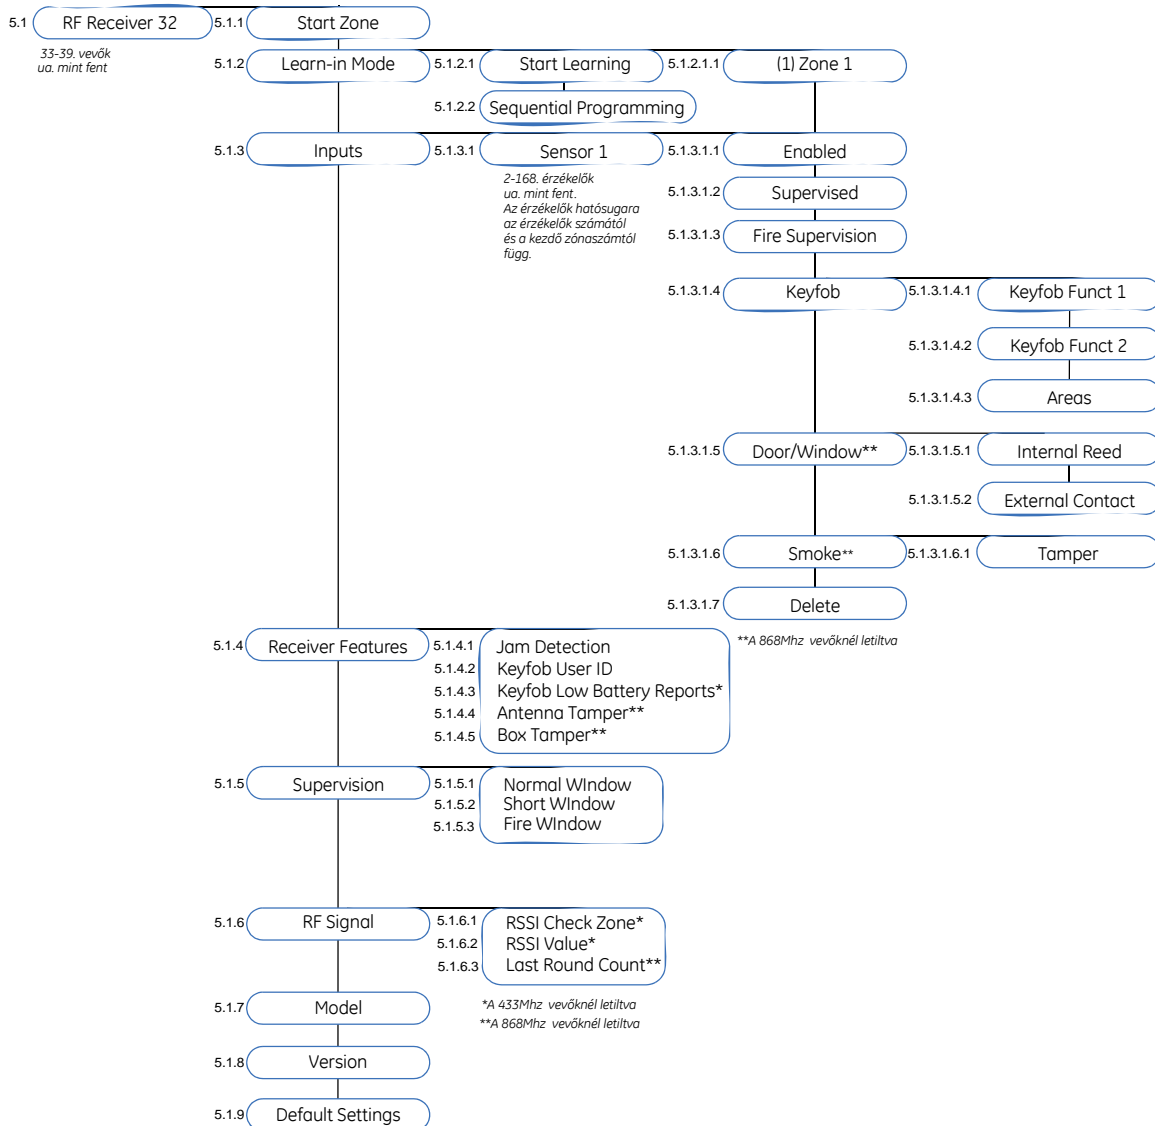 5.1 RF Receiver 32 5.1.1 Start Zone
33-39. vevők
ua. mint fent
5.1.2 Learn-in Mode 5.1.2.1 Start Learning 5.1.2.1.1 (1) Zone 1
5.1.2.2 Sequential Programming
5.1.3 Inputs 5.1.3.1 Sensor 1 5.1.3.1.1 Enabled
2-168. érzékelők
ua. mint fent.
Az érzékelők hatósugara
az érzékelők számától
és a kezdő zónaszámtól
függ.
5.1.3.1.2 Supervised
5.1.3.1.3 Fire Supervision
5.1.3.1.4 Keyfob 5.1.3.1.4.1 Keyfob Funct 1
5.1.3.1.4.2 Keyfob Funct 2
5.1.3.1.4.3 Areas
5.1.3.1.5 Door/Window** 5.1.3.1.5.1 Internal Reed
5.1.3.1.5.2 External Contact
5.1.3.1.6 Smoke** 5.1.3.1.6.1 Tamper
5.1.3.1.7 Delete
**A 868Mhz vevőknél letiltva
5.1.4 Receiver Features 5.1.4.1 Jam Detection
5.1.4.2 Keyfob User ID
5.1.4.3 Keyfob Low Battery Reports*
5.1.4.4 Antenna Tamper**
5.1.4.5 Box Tamper**
5.1.5 Supervision 5.1.5.1 Normal WIndow
5.1.5.2 Short WIndow
5.1.5.3 Fire WIndow
5.1.6 RF Signal 5.1.6.1 RSSI Check Zone*
5.1.6.2 RSSI Value*
5.1.6.3 Last Round Count**
*A 433Mhz vevőknél letiltva
**A 868Mhz vevőknél letiltva
5.1.7 Model
5.1.8 Version
5.1.9 Default Settings